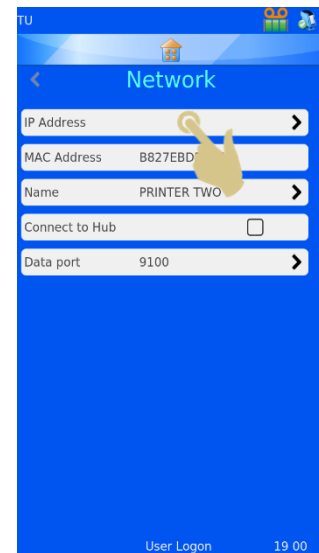 TU
Network
IP Address
MAC Address B827EBD
Name PRINTER TWO
Connect to Hub
Data port 9100
User Logon 19 00